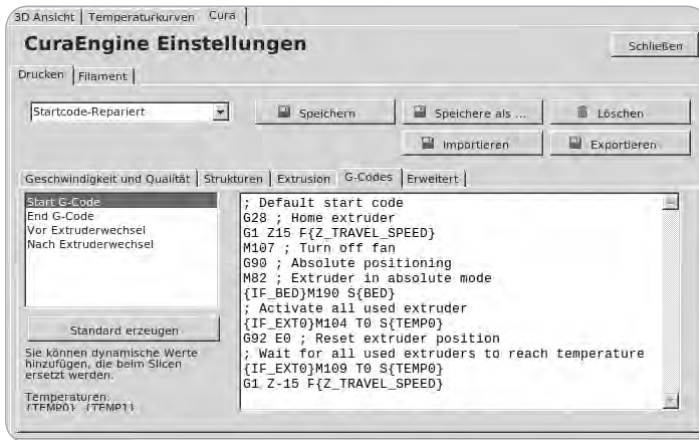 3D Ansicht | Temperaturkurven Cura
CuraEngine Einstellungen
Schließen
Drucken Filament
Startcode-Repariert
Speichern
Speichere als ...
Löschen
Importieren
Exportieren
Geschwindigkeit und Qualität | Strukturen | Extrusion G-Codes Erweitert
Start G-Code
End G-Code
Vor Extruderwechsel
Nach Extruderwechsel
Standard erzeugen
Sie können dynamische Werte
hinzufügen, die beim Slicen
ersetzt werden.
Temperaturen:
{TEMP0} {TEMP1}
; Default start code
G28 ; Home extruder
G1 Z15 F{Z_TRAVEL_SPEED}
M107 ; Turn off fan
G90 ; Absolute positioning
M82 ; Extruder in absolute mode
{IF_BED}M190 S{BED}
; Activate all used extruder
{IF_EXT0}M104 T0 S{TEMP0}
G92 E0 ; Reset extruder position
; Wait for all used extruders to reach temperature
{IF_EXT0}M109 T0 S{TEMP0}
G1 Z-15 F{Z_TRAVEL_SPEED}